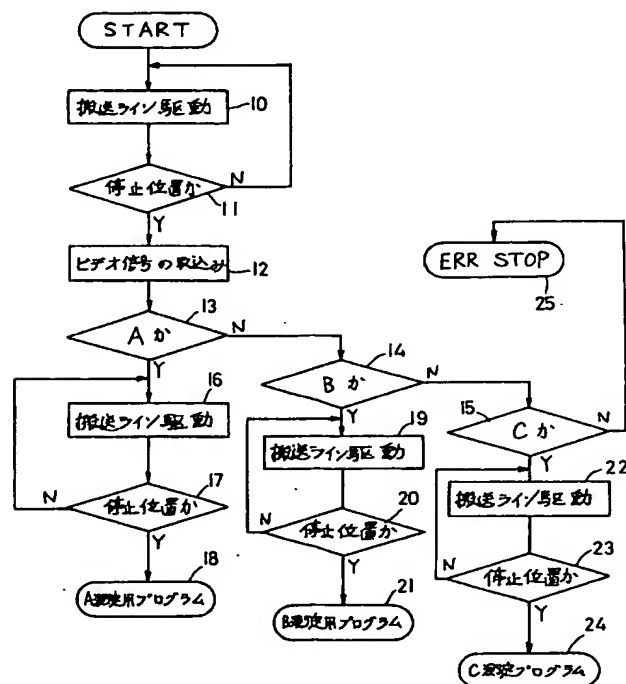 START
搬送ライン駆動
10
停止位置か
N
11
Y
ビデオ信号の取込み
12
ERR STOP
25
13
Aか
N
Y
14
Bか
N
Y
15
Cか
N
Y
16
搬送ライン駆動
19
搬送ライン駆動
22
搬送ライン駆動
17
停止位置か
N
Y
20
停止位置か
N
Y
23
停止位置か
N
Y
18
A測定用プログラム
21
B測定用プログラム
24
C測定プログラム